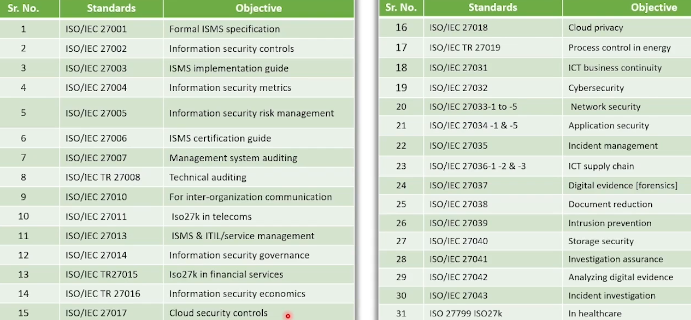 Sr. No. Standards Objective
1 ISO/IEC 27001 Formal ISMS specification
2 ISO/IEC 27002 Information security controls
3 ISO/IEC 27003 ISMS implementation guide
4 ISO/IEC 27004 Information security metrics
5 ISO/IEC 27005 Information security risk management
6 ISO/IEC 27006 ISMS certification guide
7 ISO/IEC 27007 Management system auditing
8 ISO/IEC TR 27008 Technical auditing
9 ISO/IEC 27010 For inter-organization communication
10 ISO/IEC 27011 Iso27k in telecoms
11 ISO/IEC 27013 ISMS & ITIL/service management
12 ISO/IEC 27014 Information security governance
13 ISO/IEC TR27015 Iso27k in financial services
14 ISO/IEC TR 27016 Information security economics
15 ISO/IEC 27017 Cloud security controls
Sr. No. Standards Objective
16 ISO/IEC 27018 Cloud privacy
17 ISO/IEC TR 27019 Process control in energy
18 ISO/IEC 27031 ICT business continuity
19 ISO/IEC 27032 Cybersecurity
20 ISO/IEC 27033-1 to -5 Network security
21 ISO/IEC 27034 -1 & -5 Application security
22 ISO/IEC 27035 Incident management
23 ISO/IEC 27036-1 -2 & -3 ICT supply chain
24 ISO/IEC 27037 Digital evidence [forensics]
25 ISO/IEC 27038 Document reduction
26 ISO/IEC 27039 Intrusion prevention
27 ISO/IEC 27040 Storage security
28 ISO/IEC 27041 Investigation assurance
29 ISO/IEC 27042 Analyzing digital evidence
30 ISO/IEC 27043 Incident investigation
31 ISO 27799 ISO27k In healthcare